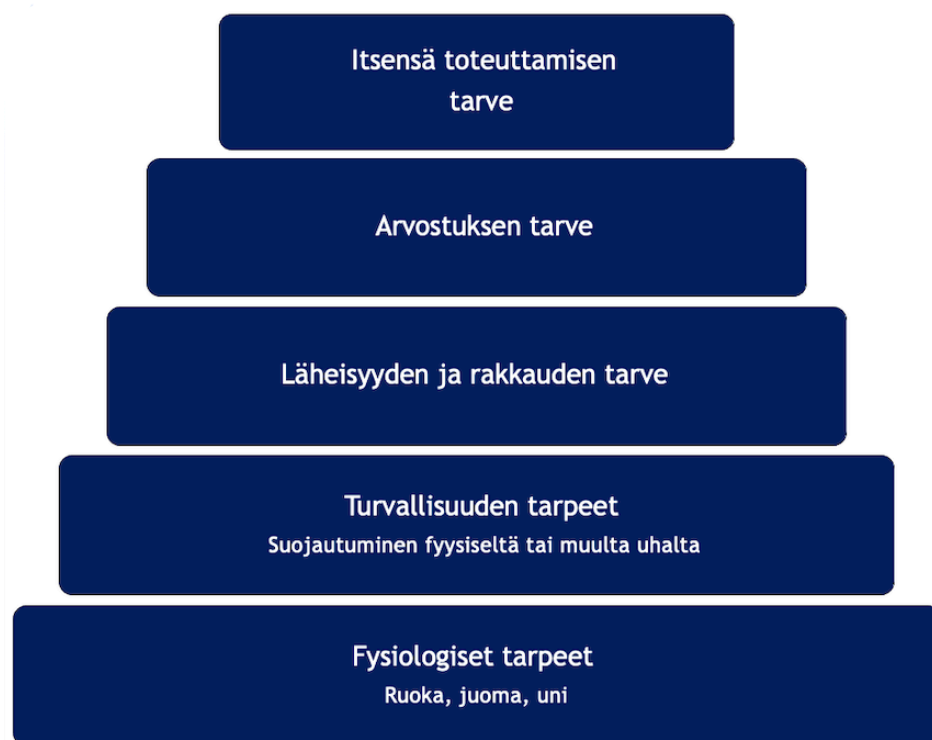 Itsensä toteuttamisen
tarve
Arvostuksen tarve
Läheisyyden ja rakkauden tarve
Turvallisuuden tarpeet
Suojautuminen fyysiseltä tai muulta uhalta
Fysiologiset tarpeet
Ruoka, juoma, uni